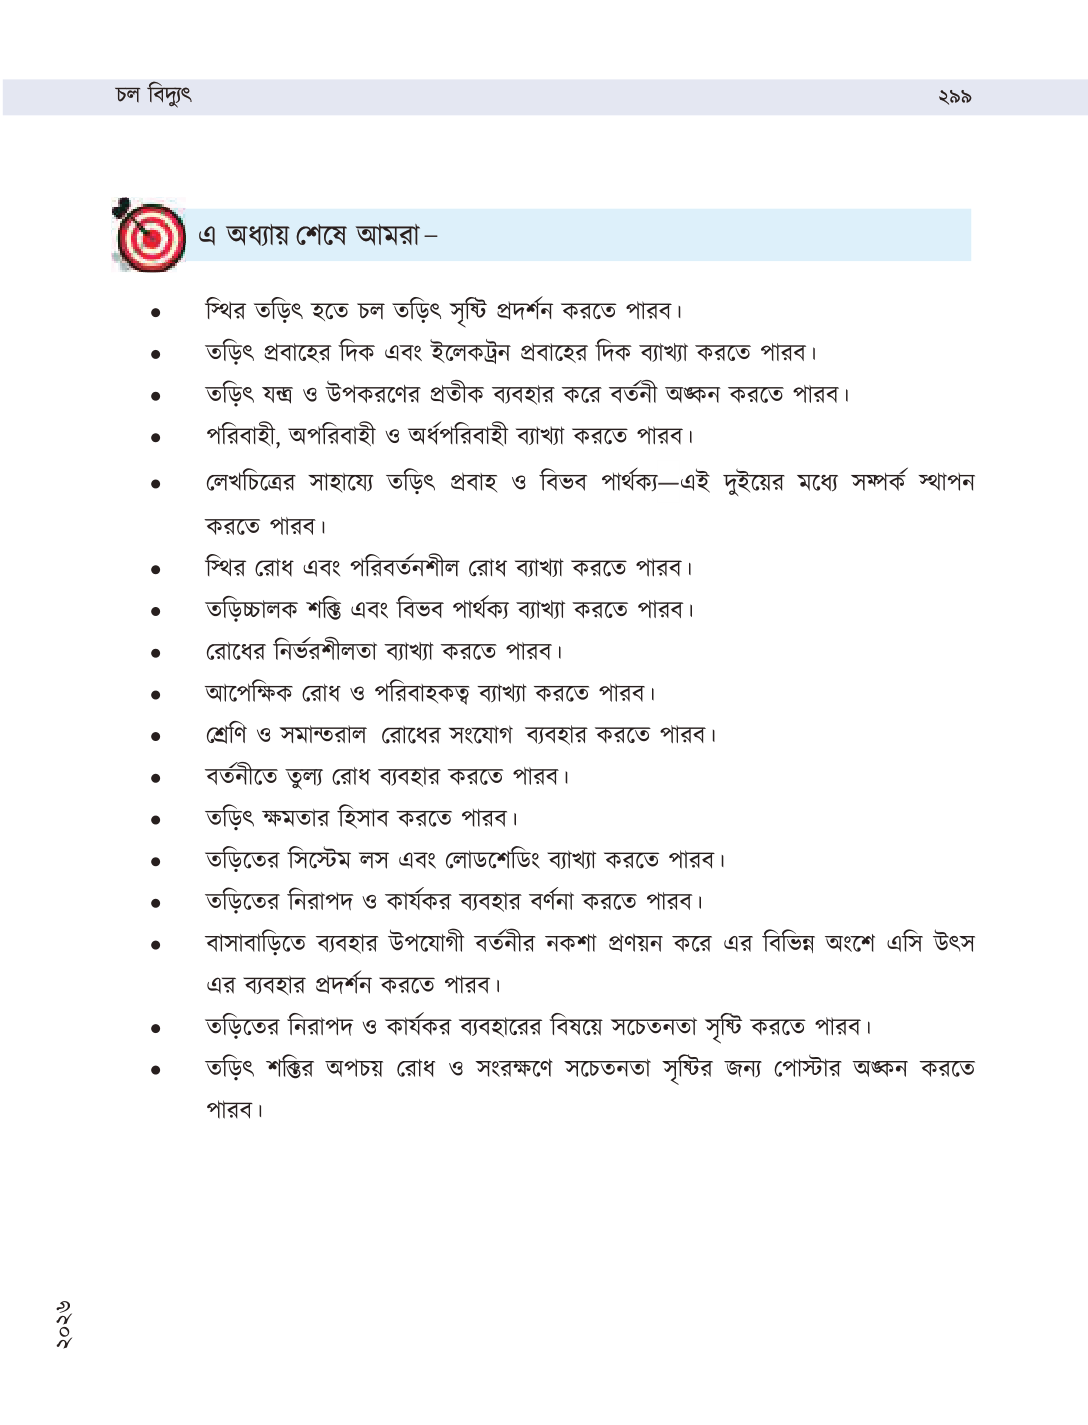 চল বিদ্যুৎ ২৯৯
এ অধ্যায় শেষে আমরা –
• স্থির তড়িৎ হতে চল তড়িৎ সৃষ্টি প্রদর্শন করতে পারব।
• তড়িৎ প্রবাহের দিক এবং ইলেকট্রন প্রবাহের দিক ব্যাখ্যা করতে পারব।
• তড়িৎ যন্ত্র ও উপকরণের প্রতীক ব্যবহার করে বর্তনী অঙ্কন করতে পারব।
• পরিবাহী, অপরিবাহী ও অর্ধপরিবাহী ব্যাখ্যা করতে পারব।
• লেখচিত্রের সাহায্যে তড়িৎ প্রবাহ ও বিভব পার্থক্য—এই দুইয়ের মধ্যে সম্পর্ক স্থাপন
করতে পারব।
• স্থির রোধ এবং পরিবর্তনশীল রোধ ব্যাখ্যা করতে পারব।
• তড়িচ্চালক শক্তি এবং বিভব পার্থক্য ব্যাখ্যা করতে পারব।
• রোধের নির্ভরশীলতা ব্যাখ্যা করতে পারব।
• আপেক্ষিক রোধ ও পরিবাহকত্ব ব্যাখ্যা করতে পারব।
• শ্রেণি ও সমান্তরাল রোধের সংযোগ ব্যবহার করতে পারব।
• বর্তনীতে তুল্য রোধ ব্যবহার করতে পারব।
• তড়িৎ ক্ষমতার হিসাব করতে পারব।
• তড়িতের সিস্টেম লস এবং লোডশেডিং ব্যাখ্যা করতে পারব।
• তড়িতের নিরাপদ ও কার্যকর ব্যবহার বর্ণনা করতে পারব।
• বাসাবাড়িতে ব্যবহার উপযোগী বর্তনীর নকশা প্রণয়ন করে এর বিভিন্ন অংশে এসি উৎস
এর ব্যবহার প্রদর্শন করতে পারব।
• তড়িতের নিরাপদ ও কার্যকর ব্যবহারের বিষয়ে সচেতনতা সৃষ্টি করতে পারব।
• তড়িৎ শক্তির অপচয় রোধ ও সংরক্ষণে সচেতনতা সৃষ্টির জন্য পোস্টার অঙ্কন করতে
পারব।
২০২৬